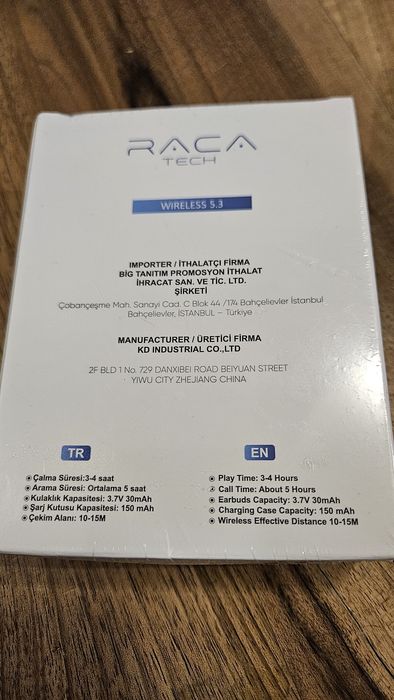 RACA
TECH
WIRELESS 5.3
IMPORTER / İTHALATÇI FİRMA
BİG TANITIM PROMOSYON İTHALAT
İHRACAT SAN. VE TİC. LTD.
ŞİRKETİ
Çobançeşme Mah. Sanayi Cad. C Blok 44 /174 Bahçelievler İstanbul
Bahçelievler, İSTANBUL – Türkiye
MANUFACTURER / ÜRETİCİ FİRMA
KD INDUSTRIAL CO.,LTD
2F BLD 1 No. 729 DANXIBEI ROAD BEIYUAN STREET
YIWU CITY ZHEJIANG CHINA
TR
Çalma Süresi:3-4 saat
Arama Süresi: Ortalama 5 saat
Kulaklık Kapasitesi: 3.7V 30mAh
Şarj Kutusu Kapasitesi: 150 mAh
Çekim Alanı: 10-15M
EN
Play Time: 3-4 Hours
Call Time: About 5 Hours
Earbuds Capacity: 3.7V 30mAh
Charging Case Capacity: 150 mAh
Wireless Effective Distance 10-15M